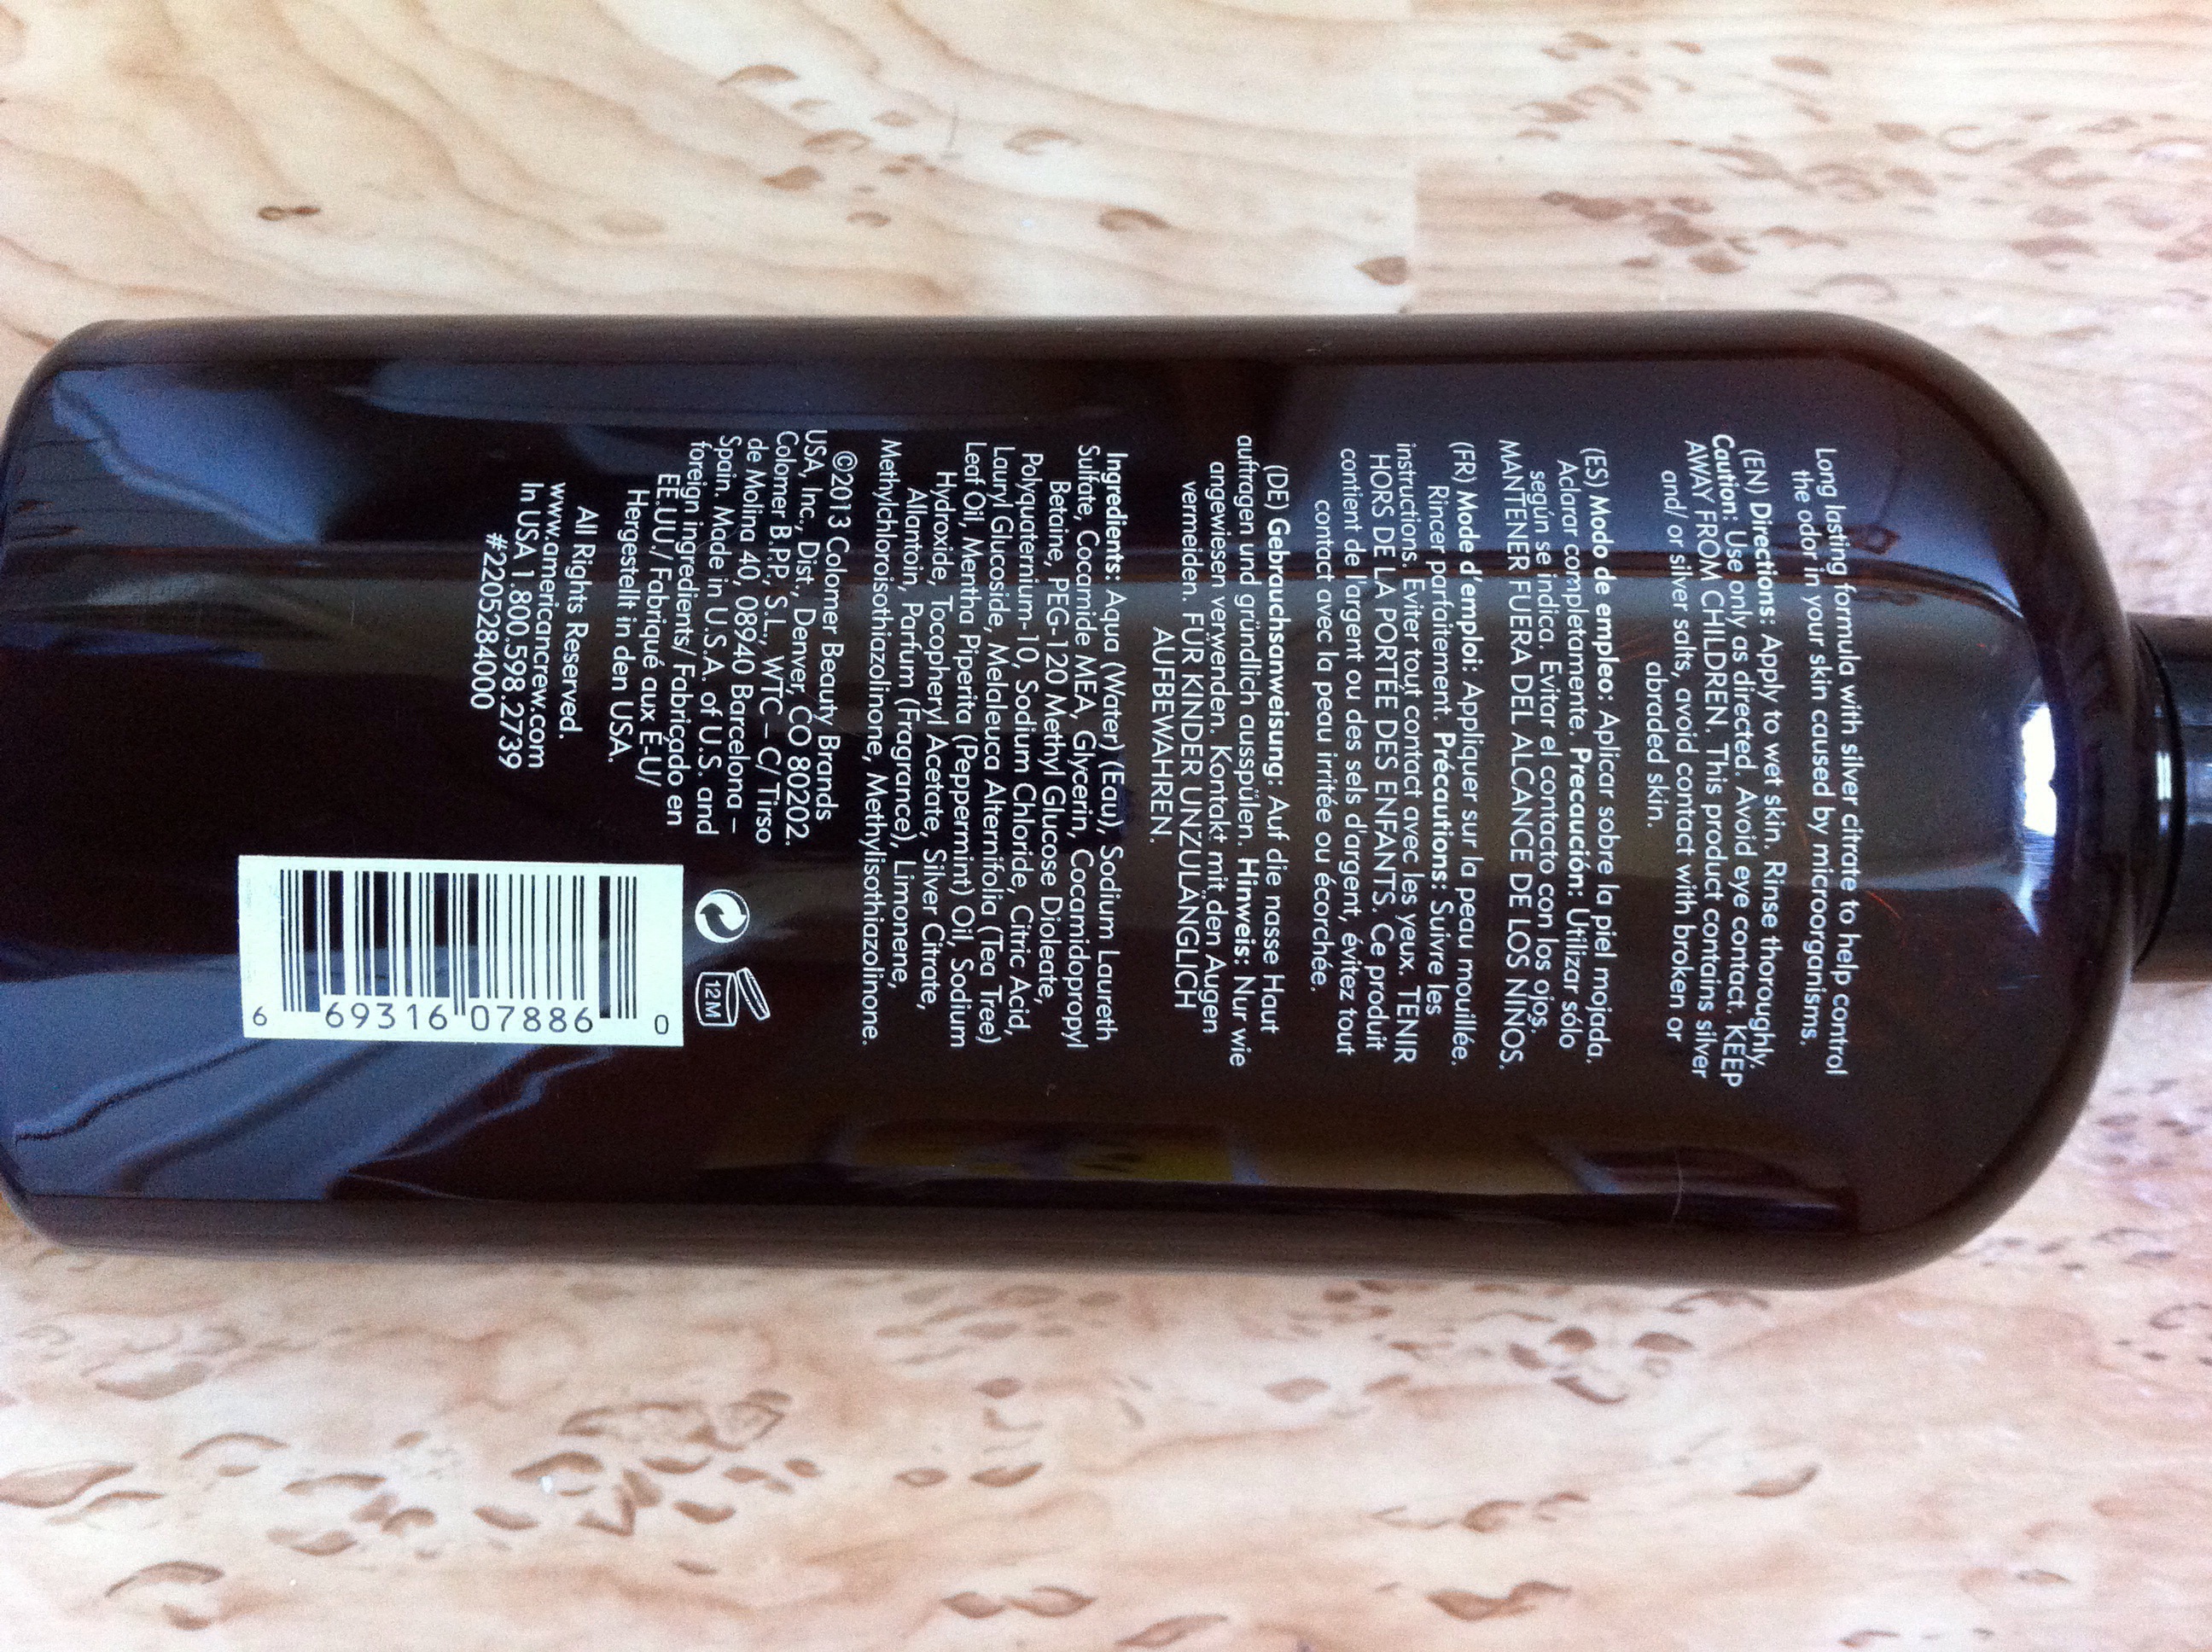 Long lasting formula with silver citrate to help control
the odor in your skin caused by microorganisms.
(EN) Directions: Apply to wet skin. Rinse thoroughly.
Caution: Use only as directed. Avoid eye contact. KEEP
AWAY FROM CHILDREN. This product contains silver
and/ or silver salts, avoid contact with broken or
abraded skin.
(ES) Modo de empleo: Aplicar sobre la piel mojada.
Aclarar completamente. Precaución: Utilizar sólo
según se indica. Evitar el contacto con los ojos.
MANTENER FUERA DEL ALCANCE DE LOS NIÑOS.
(FR) Mode d'emploi: Appliquer sur la peau mouillée.
Rincer parfaitement. Précautions: Suivre les
instructions. Éviter tout contact avec les yeux. TENIR
HORS DE LA PORTÉE DES ENFANTS. Ce produit
contient de l'argent ou des sels d'argent, évitez tout
contact avec la peau irritée ou écorchée.
(DE) Gebrauchsanweisung: Auf die nasse Haut
auftragen und gründlich ausspülen. Hinweis: Nur wie
angewiesen verwenden. Kontakt mit den Augen
vermeiden. FÜR KINDER UNZULÄNGLICH
AUFBEWAHREN.
Ingredients: Aqua (Water) (Eau), Sodium Laureth
Sulfate, Cocamide MEA, Glycerin, Cocamidopropyl
Betaine, PEG-120 Methyl Glucose Dioleate,
Polyquaternium-10, Sodium Chloride, Citric Acid,
Lauryl Glucoside, Melaleuca Alternifolia (Tea Tree)
Leaf Oil, Mentha Piperita (Peppermint) Oil, Sodium
Hydroxide, Tocopheryl Acetate, Silver Citrate,
Allantoin, Parfum (Fragrance), Limonene,
Methylchloroisothiazolinone, Methylisothiazolinone.
©2013 Colomer Beauty Brands
USA, Inc., Dist., Denver, CO 80202.
Colomer B.P.P., S.L., WTC – C/ Tirso
de Molina 40, 08940 Barcelona –
Spain. Made in U.S.A. of U.S. and
foreign ingredients/ Fabricado en
EE.UU./ Fabriqué aux É-U/
Hergestellt in den USA.
All Rights Reserved.
www.americancrew.com
In USA 1.800.598.2739
#2205284000
12M
6 69316 07886 0